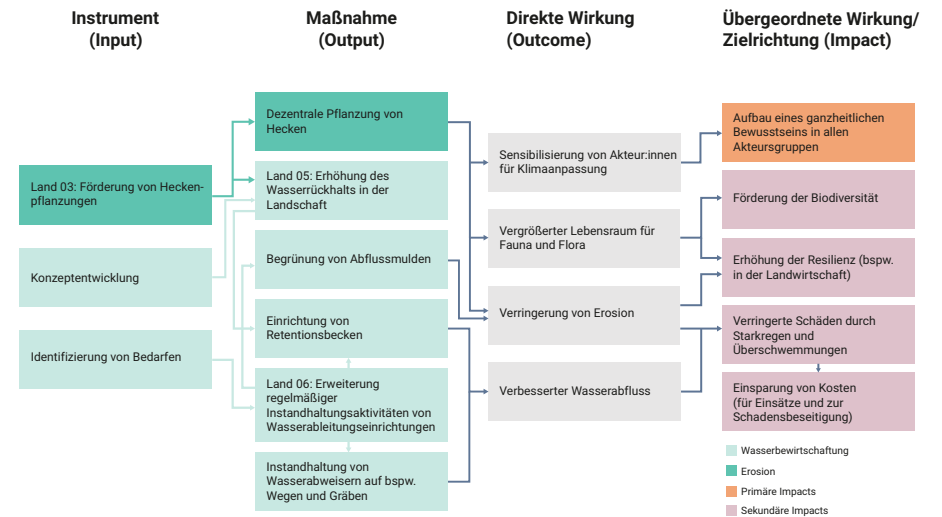 Instrument
(Input)
Maßnahme
(Output)
Direkte Wirkung
(Outcome)
Übergeordnete Wirkung/
Zielrichtung (Impact)
Land 03: Förderung von Hecken-
pflanzungen
Konzeptentwicklung
Identifizierung von Bedarfen
Dezentrale Pflanzung von
Hecken
Land 05: Erhöhung des
Wasserrückhalts in der
Landschaft
Begrünung von Abflussmulden
Einrichtung von
Retentionsbecken
Land 06: Erweiterung
regelmäßiger
Instandhaltungsaktivitäten von
Wasserableitungseinrichtungen
Instandhaltung von
Wasserabweisern auf bspw.
Wegen und Gräben
Sensibilisierung von Akteur:innen
für Klimaanpassung
Vergrößerter Lebensraum für
Fauna und Flora
Verringerung von Erosion
Verbesserter Wasserabfluss
Aufbau eines ganzheitlichen
Bewusstseins in allen
Akteursgruppen
Förderung der Biodiversität
Erhöhung der Resilienz (bspw.
in der Landwirtschaft)
Verringerte Schäden durch
Starkregen und
Überschwemmungen
Einsparung von Kosten
(für Einsätze und zur
Schadensbeseitigung)
Wasserbewirtschaftung
Erosion
Primäre Impacts
Sekundäre Impacts